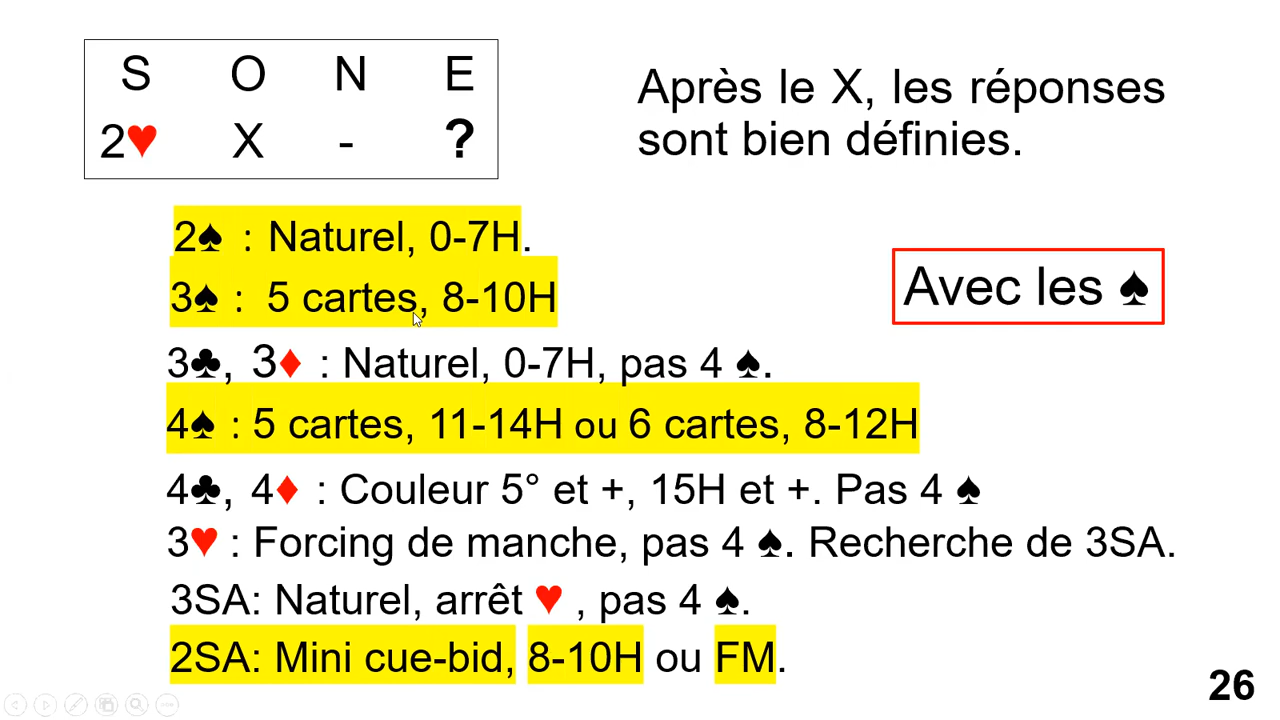 S O N E
2♥ X - ?
Après le X, les réponses
sont bien définies.
2♠ : Naturel, 0-7H.
3♠ : 5 cartes, 8-10H
Avec les ♠
3♣, 3♦ : Naturel, 0-7H, pas 4 ♠.
4♠ : 5 cartes, 11-14H ou 6 cartes, 8-12H
4♣, 4♦ : Couleur 5° et +, 15H et +. Pas 4 ♠
3♥ : Forcing de manche, pas 4 ♠. Recherche de 3SA.
3SA: Naturel, arrêt ♥ , pas 4 ♠.
2SA: Mini cue-bid, 8-10H ou FM.
26